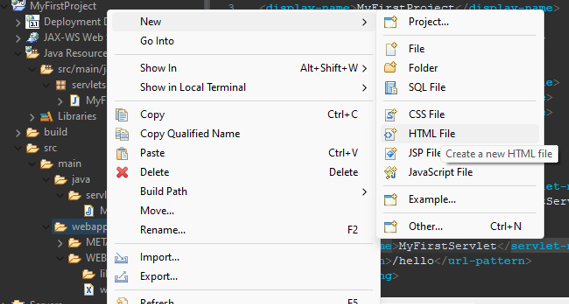 MyFirstProject
Deployment D
JAX-WS Web
Java Resource
src/main/j
servlets
MyF
Libraries
build
src
main
java
servl
M
webapp
META
WEB
lib
w
Servers
3 <display-name>MyFirstProject</display-name>
New
Go Into
Show In Alt+Shift+W
Show in Local Terminal
Copy Ctrl+C
Copy Qualified Name
Paste Ctrl+V
Delete Delete
Build Path
Move...
Rename... F2
Import...
Export...
Refresh F5
Project...
File
Folder
SQL File
CSS File
HTML File
JSP File
Create a new HTML file
JavaScript File
Example...
Other... Ctrl+N
me>MyFirstServlet</servlet-n
n>/hello</url-pattern>
ng>